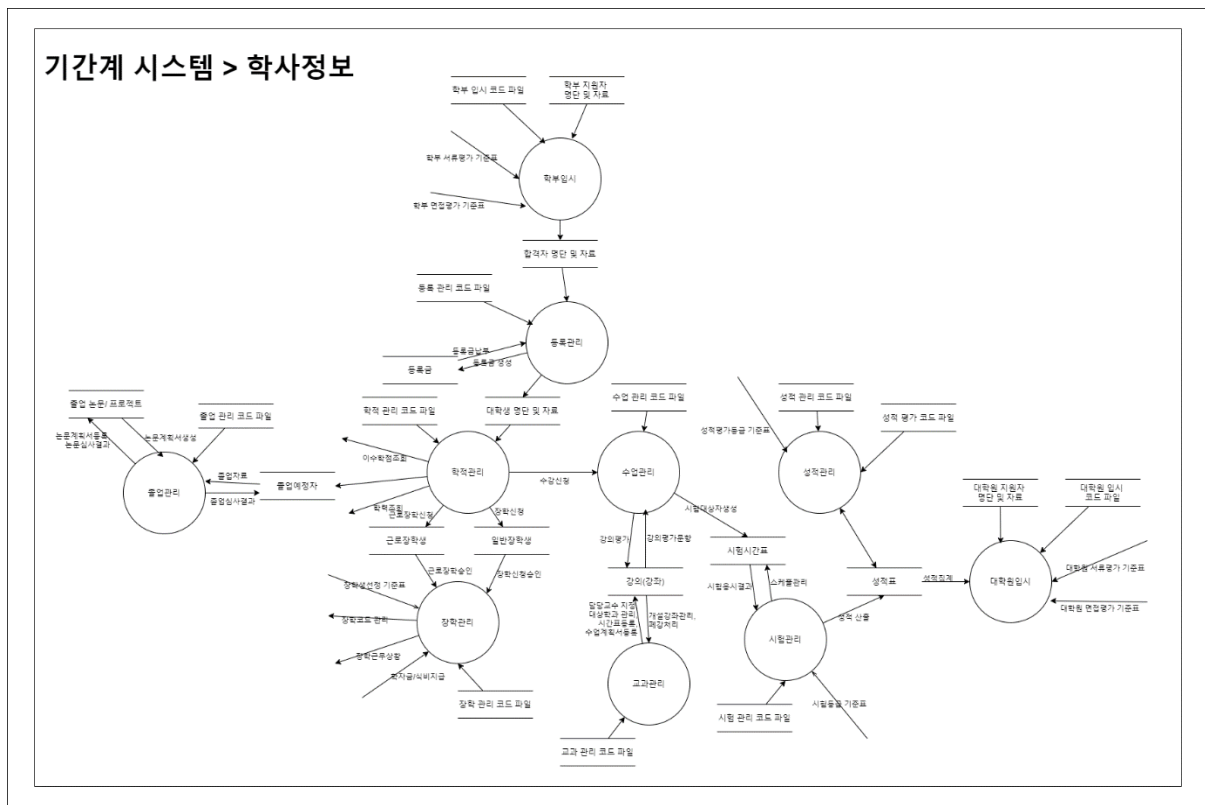 기간계 시스템 > 학사정보
학부 입시 코드 파일
학부 지원자
명단 및 자료
학부 서류평가 기준표
학부입시
학부 면접평가 기준표
합격자 명단 및 자료
등록 관리 코드 파일
등록관리
등록금납부
등록금 생성
등록금
졸업 논문/ 프로젝트
졸업 관리 코드 파일
학적 관리 코드 파일
대학생 명단 및 자료
수업 관리 코드 파일
성적 관리 코드 파일
성적 평가 코드 파일
논문계획서등록
논문심사결과
논문계획서생성
성적평가등급 기준표
이수학점조회
졸업관리
졸업자료
졸업심사결과
졸업예정자
학적관리
수강신청
수업관리
성적관리
대학원 지원자
명단 및 자료
대학원 입시
코드 파일
학력조회
근로장학신청
장학신청
시험대상자생성
근로장학생
일반장학생
강의평가
강의평가문항
시험시간표
근로장학승인
장학신청승인
장학생선정 기준표
강의(강좌)
시험응시결과
스케쥴관리
성적표
성적집계
대학원입시
대학원 서류평가 기준표
대학원 면접평가 기준표
장학코드 관리
장학관리
담당교수 지정
대상학과 관리
시간표등록
수업계획서등록
개설강좌관리,
폐강처리
성적 산출
시험관리
장학근무상황
학자금/식비지급
교과관리
장학 관리 코드 파일
시험 관리 코드 파일
시험등급 기준표
교과 관리 코드 파일